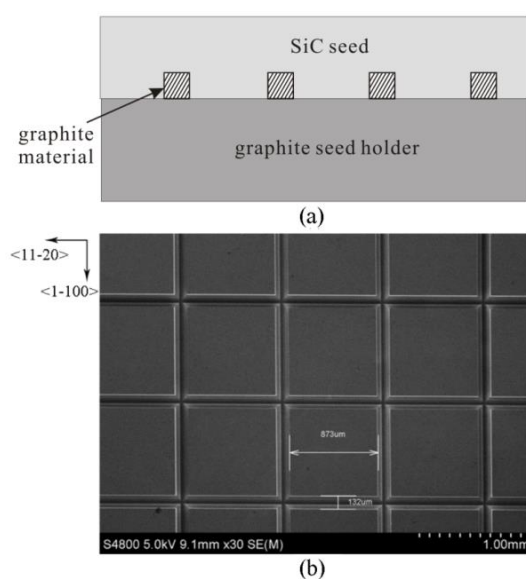 SiC seed
graphite
material
graphite seed holder
(a)
<11-20>
<1-100>
873um
132um
S4800 5.0kV 9.1mm x30 SE(M)
1.00mm
(b)